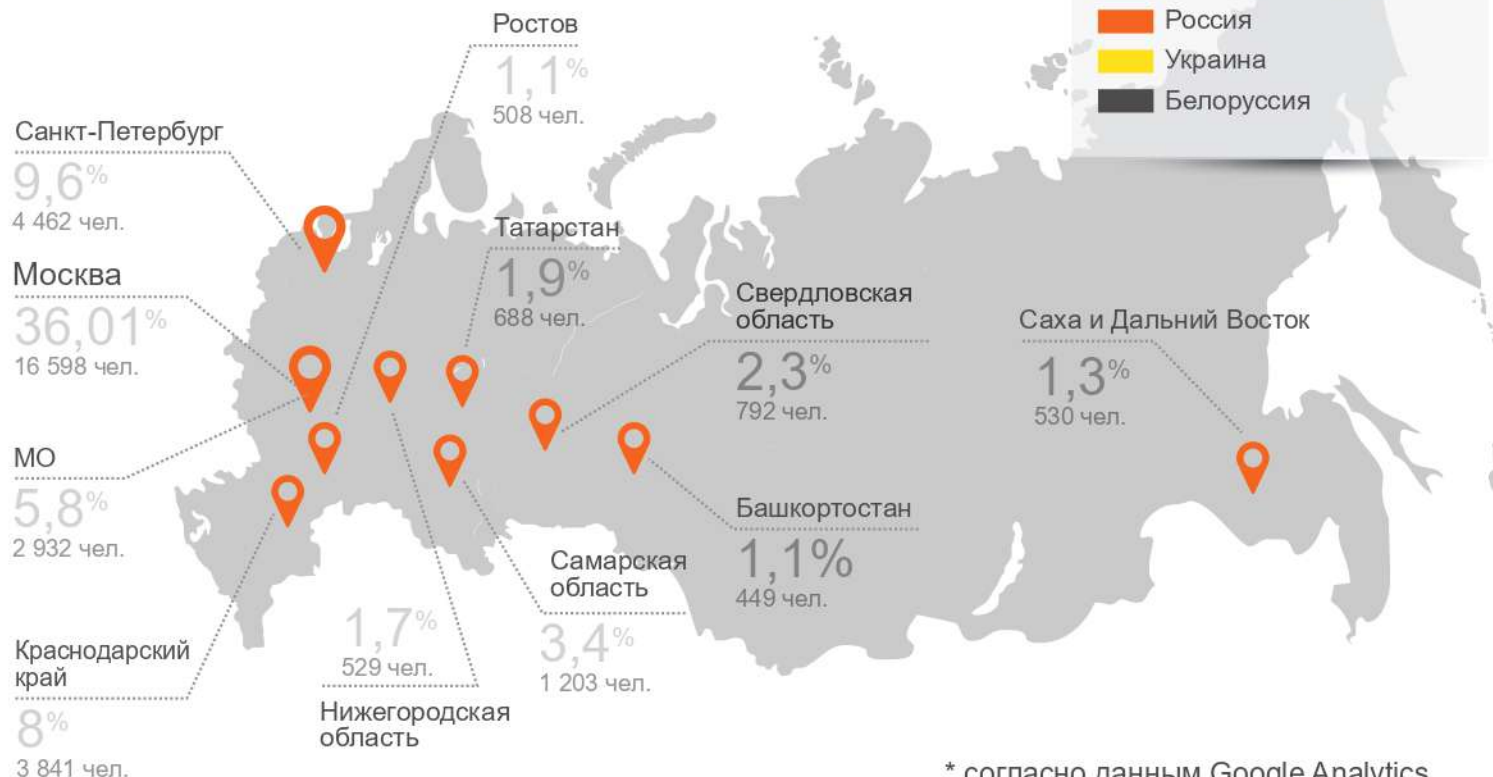 Россия
Украина
Белоруссия
Ростов
1,1%
508 чел.
Санкт-Петербург
9,6%
4 462 чел.
Татарстан
1,9%
688 чел.
Москва
36,01%
16 598 чел.
Свердловская
область
2,3%
792 чел.
Саха и Дальний Восток
1,3%
530 чел.
МО
5,8%
2 932 чел.
Башкортостан
1,1%
449 чел.
Самарская
область
3,4%
1 203 чел.
1,7%
529 чел.
Нижегородская
область
Краснодарский
край
8%
3 841 чел.
* согласно данным Google Analytics